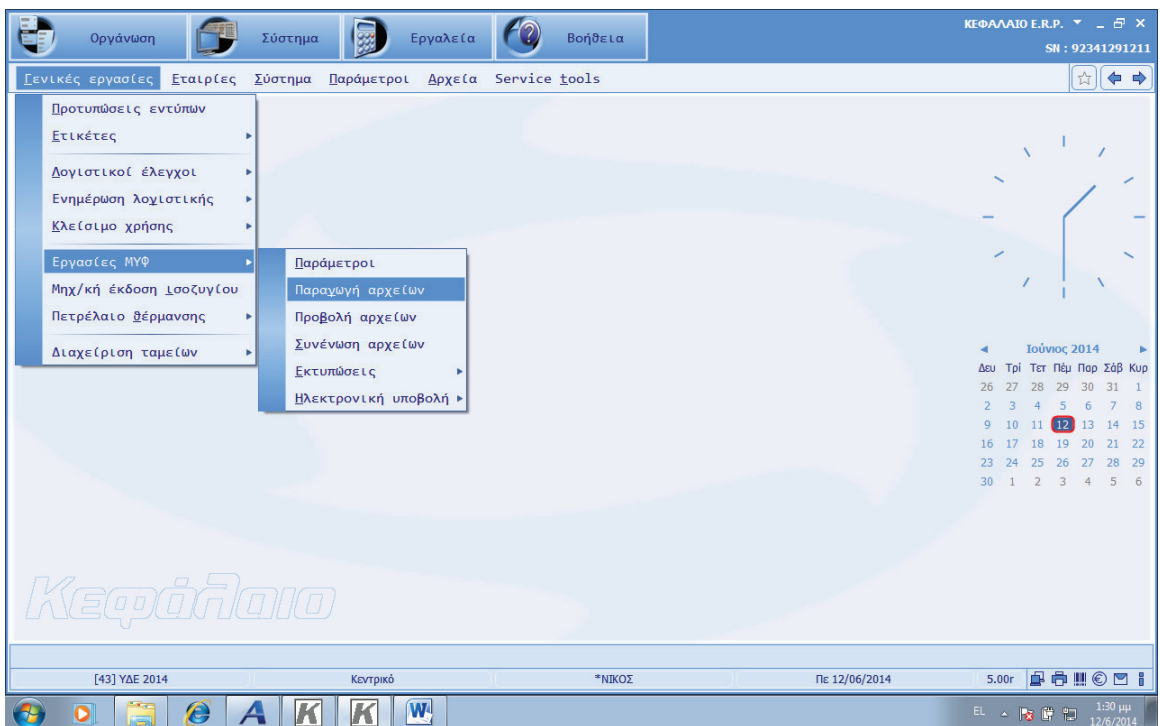 Οργάνωση Σύστημα Εργαλεία Βοήθεια ΚΕΦΑΛΑΙΟ E.R.P.
SN : 92341291211
Γενικές εργασίες Εταιρίες Σύστημα Παράμετροι Αρχεία Service tools
Προτυπώσεις εντύπων
Ετικέτες
Λογιστικοί έλεγχοι
Ενημέρωση λογιστικής
Κλείσιμο χρήσης
Εργασίες ΜΥΦ
Μηχ/κή έκδοση ισοζυγίου
Πετρέλαιο θέρμανσης
Διαχείριση ταμείων
Παράμετροι
Παραγωγή αρχείων
Προβολή αρχείων
Συνένωση αρχείων
Εκτυπώσεις
Ηλεκτρονική υποβολή
Ιούνιος 2014
Δευ Τρί Τετ Πέμ Παρ Σάβ Κυρ
26 27 28 29 30 31 1
2 3 4 5 6 7 8
9 10 11 12 13 14 15
16 17 18 19 20 21 22
23 24 25 26 27 28 29
30 1 2 3 4 5 6
Κεφάλαιο
[43] ΥΔΕ 2014 Κεντρικό *ΝΙΚΟΣ Πε 12/06/2014 5.00r
EL 1:30 μμ
12/6/2014